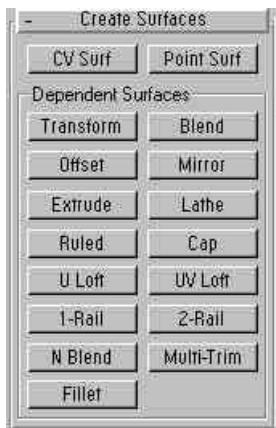 - Create Surfaces
CV Surf Point Surf
Dependent Surfaces
Transform Blend
Offset Mirror
Extrude Lathe
Ruled Cap
U Loft UV Loft
1-Rail 2-Rail
N Blend Multi-Trim
Fillet